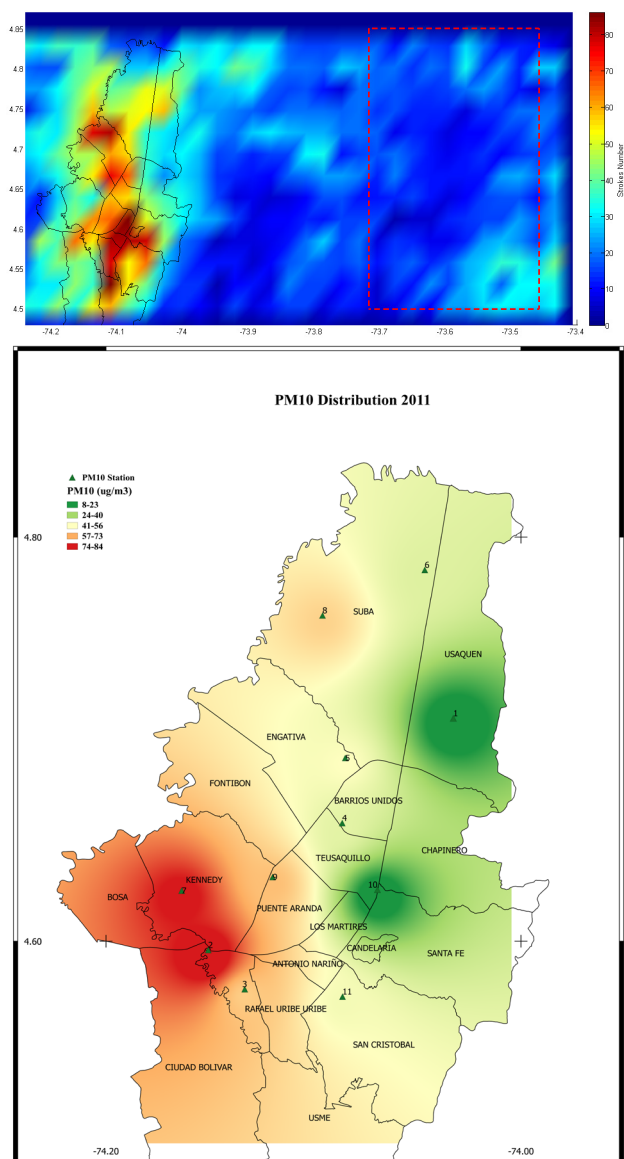 4.85
4.8
4.75
4.7
4.65
4.6
4.55
4.5
-74.2
-74.1
-74
-73.9
-73.8
-73.7
-73.6
-73.5
-73.4
80
70
60
50
40
30
20
10
0
Strokes Number
PM10 Distribution 2011
PM10 Station
PM10 (ug/m3)
8-23
24-40
41-56
57-73
74-84
4.80
6
8
SUBA
USAQUEN
1
ENGATIVA
5
FONTIBON
BARRIOS UNIDOS
4
TEUSAQUILLO
CHAPINERO
KENNEDY
9
7
10
BOSA
PUENTE ARANDA
LOS MARTIRES
4.60
2
CANDELARIA
SANTA FE
ANTONIO NARIÑO
3
11
RAFAEL URIBE URIBE
SAN CRISTOBAL
CIUDAD BOLIVAR
USME
-74.20
-74.00